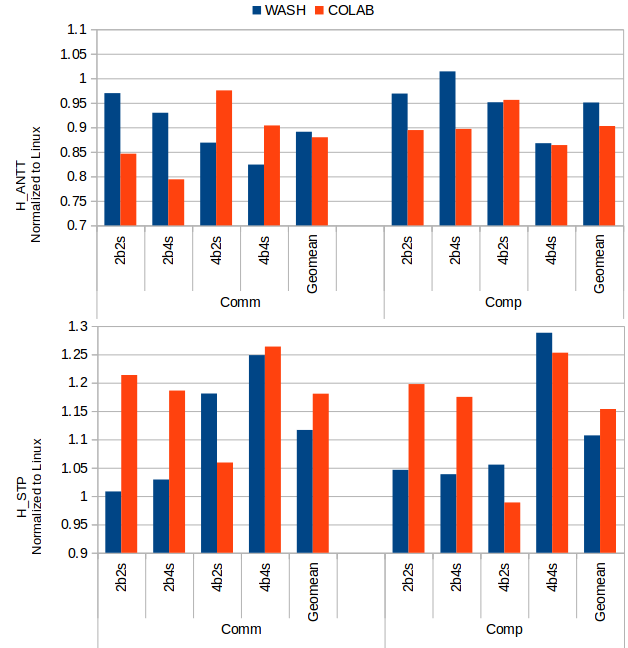 WASH COLAB
1.1
1.05
1
0.95
0.9
0.85
0.8
0.75
0.7
H_ANTT
Normalized to Linux
2b2s 2b4s 4b2s 4b4s Geomean 2b2s 2b4s 4b2s 4b4s Geomean
Comm Comp
1.3
1.25
1.2
1.15
1.1
1.05
1
0.95
0.9
H_STP
Normalized to Linux
2b2s 2b4s 4b2s 4b4s Geomean 2b2s 2b4s 4b2s 4b4s Geomean
Comm Comp